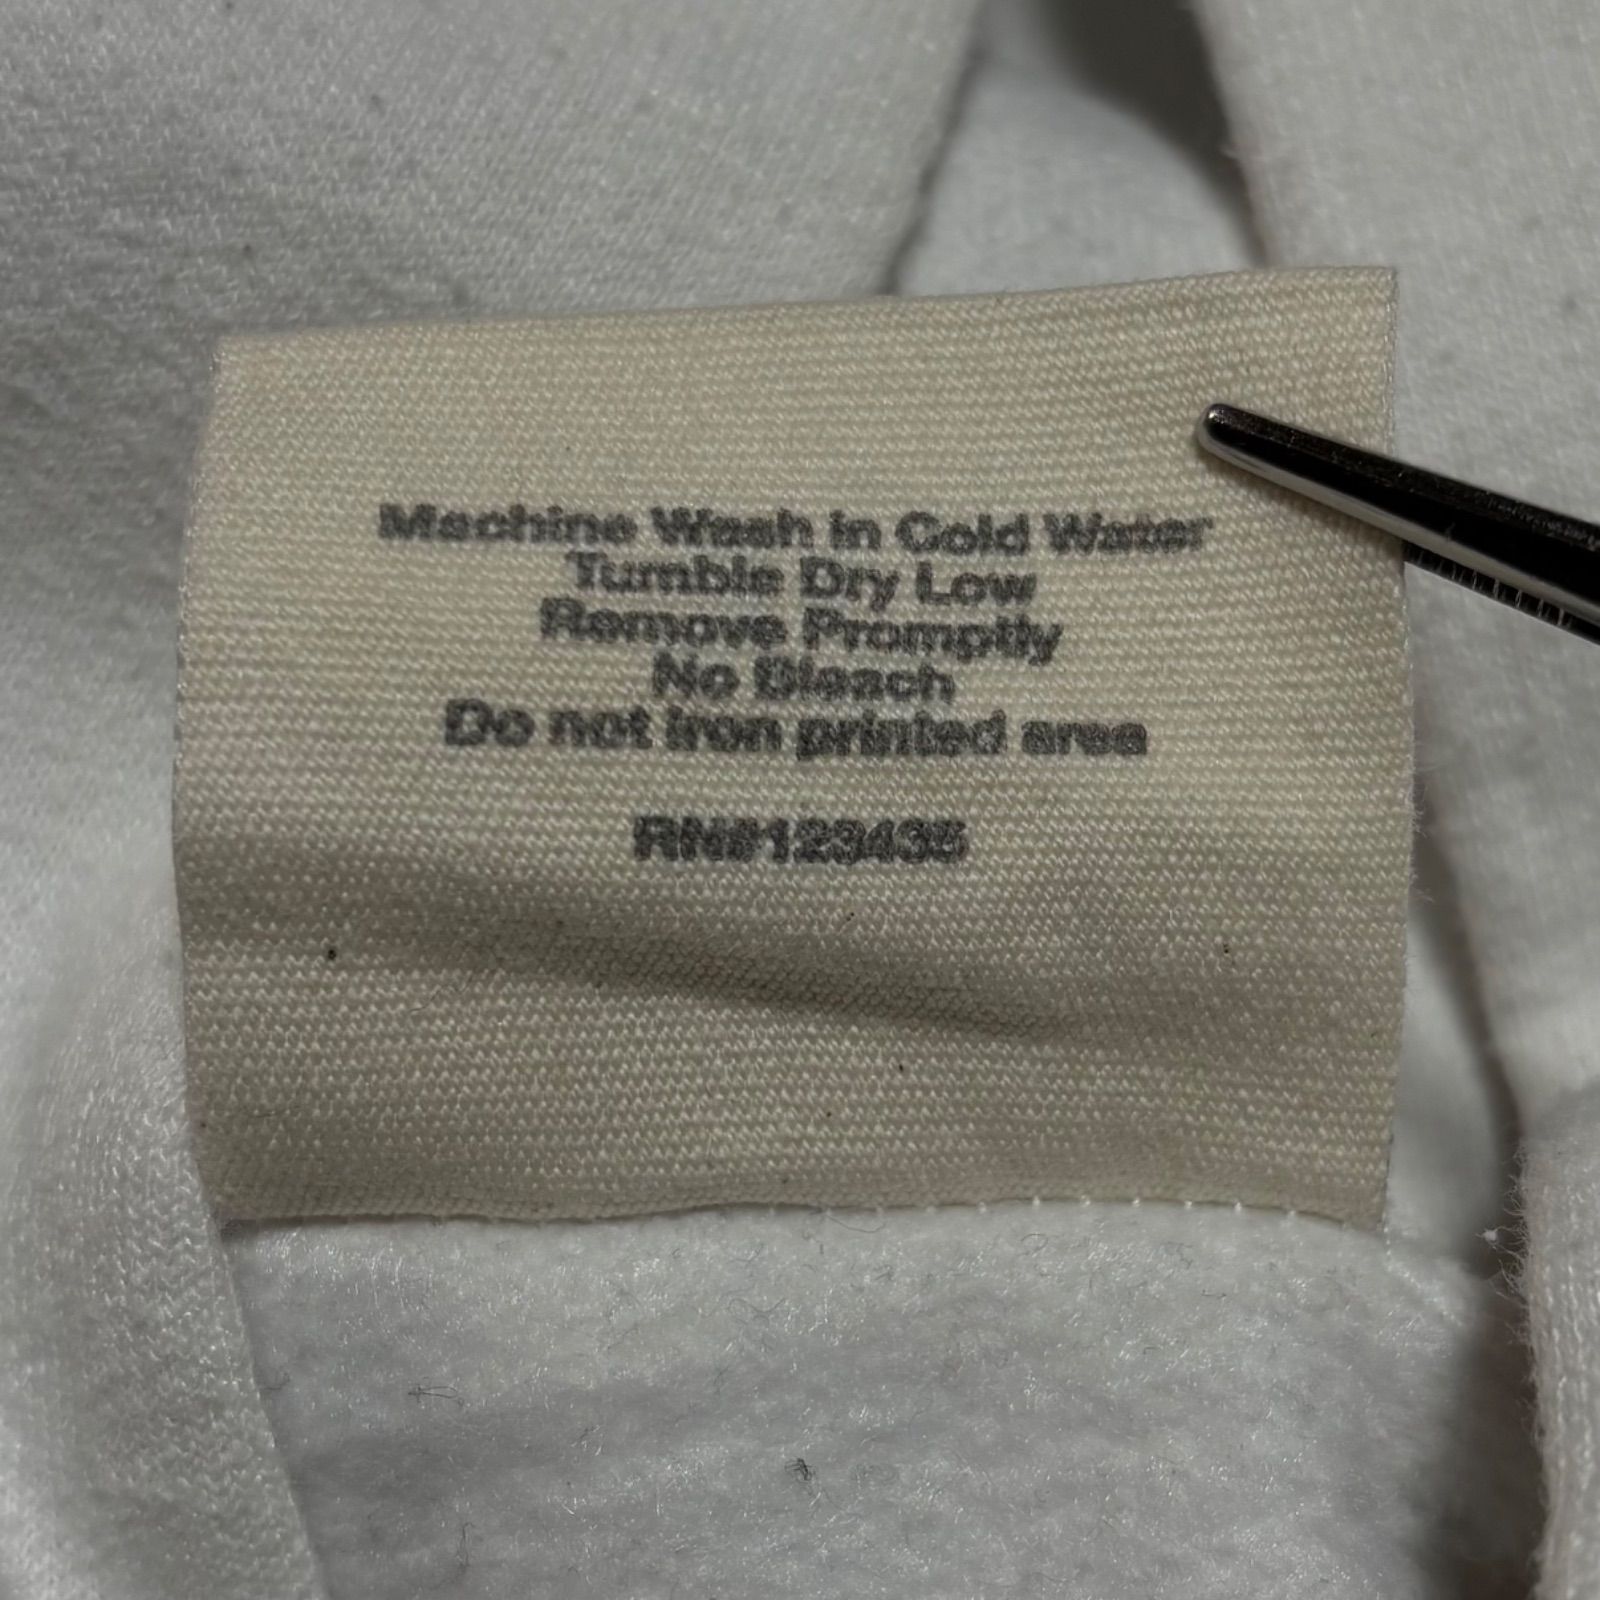 Machine Wash in Cold Water
Tumble Dry Low
Remove Promptly
No Bleach
Do not iron printed area
RN#123435